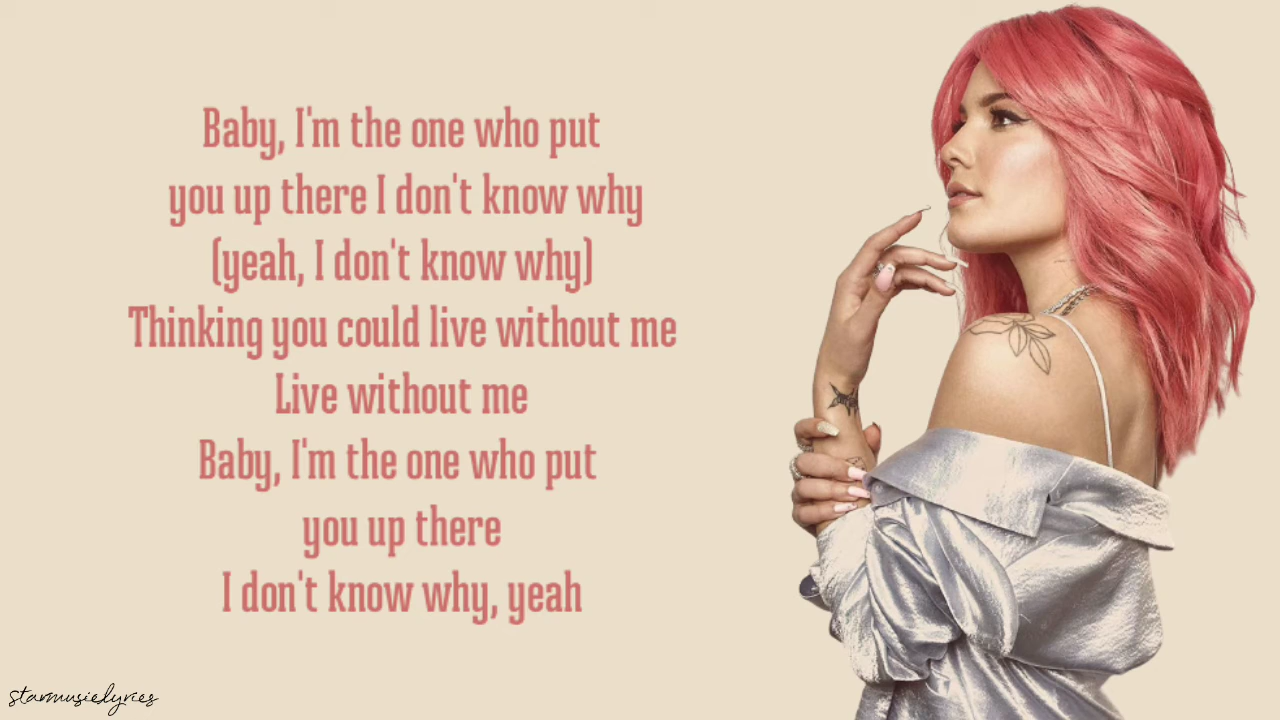 Baby, I'm the one who put
you up there I don't know why
(yeah, I don't know why)
Thinking you could live without me
Live without me
Baby, I'm the one who put
you up there
I don't know why, yeah
starmusiclyrics